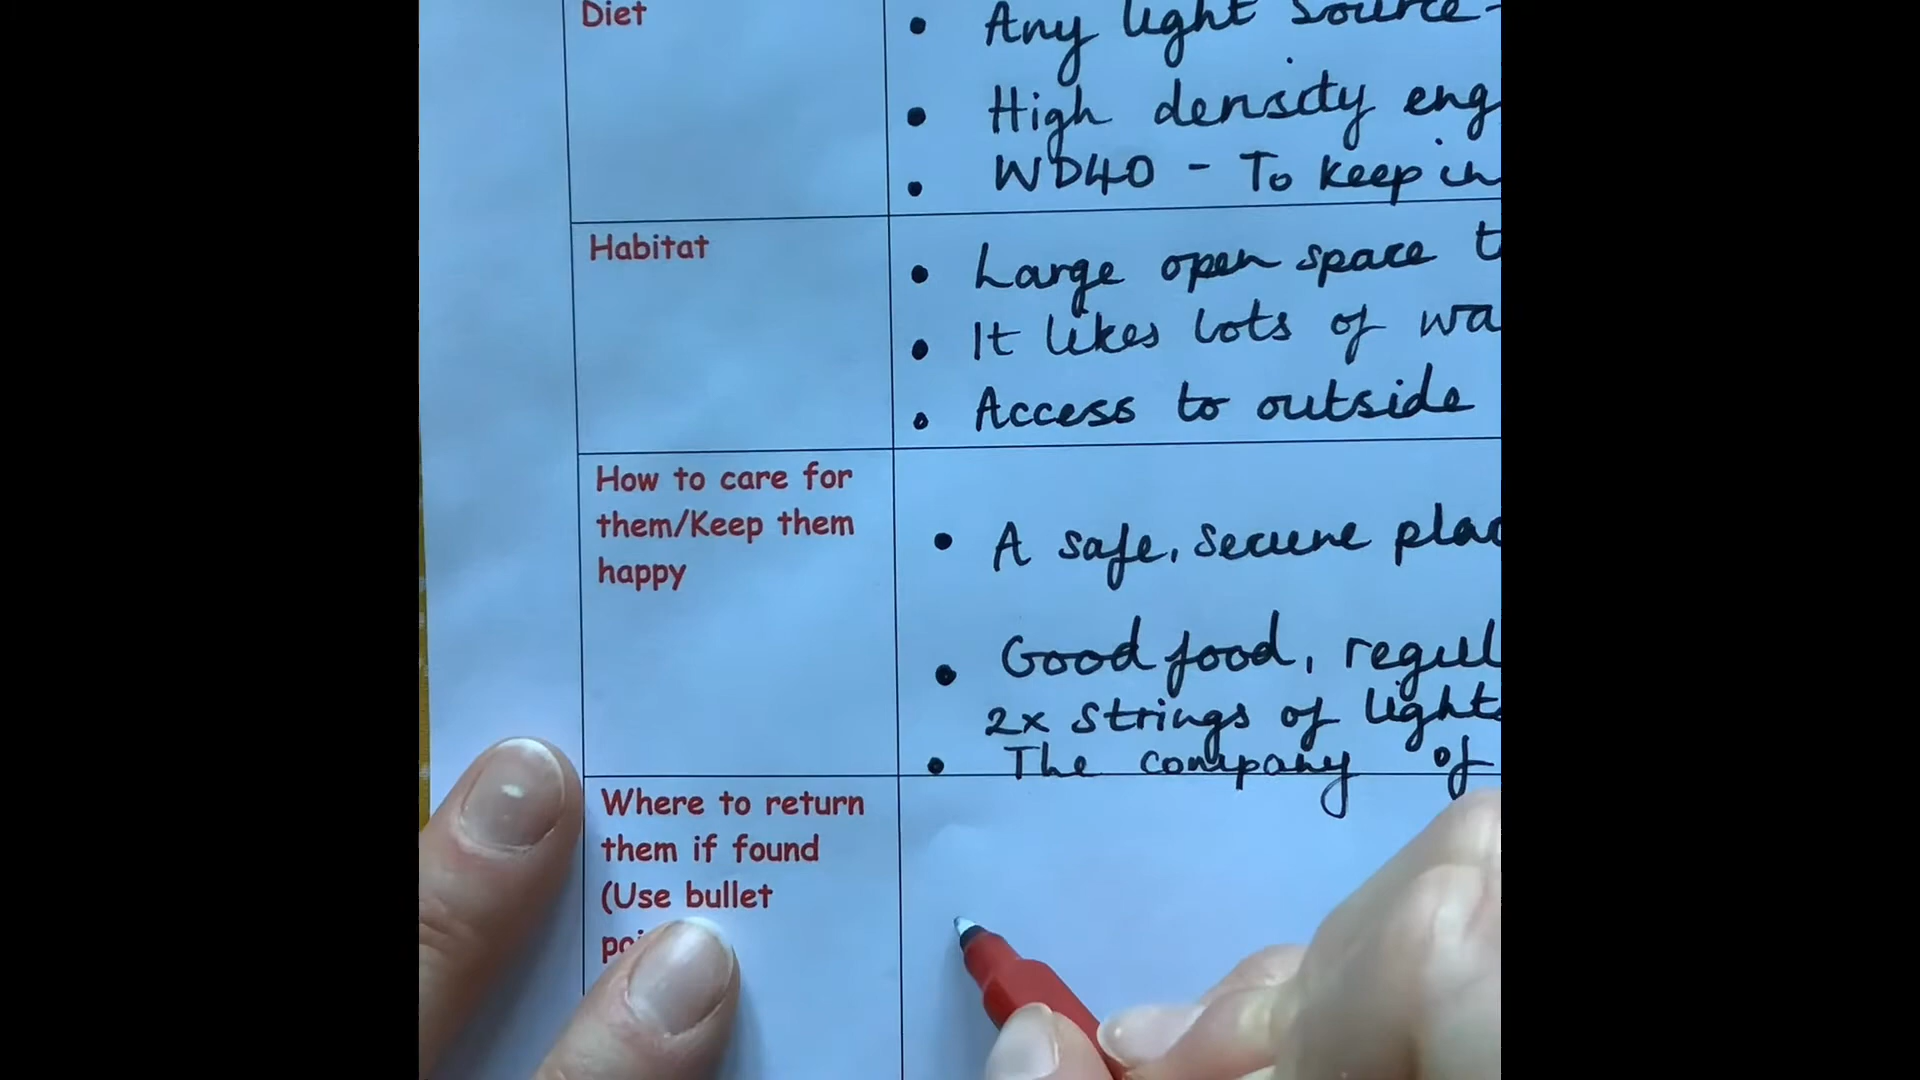 Diet
• Any light source -
• High density eng
• WD40 - To keep in
Habitat
• Large open space t
• It likes lots of wa
• Access to outside
How to care for
them/Keep them
happy
• A safe, secure plac
• Good food, regul
2x strings of lights
• The company of
Where to return
them if found
(Use bullet